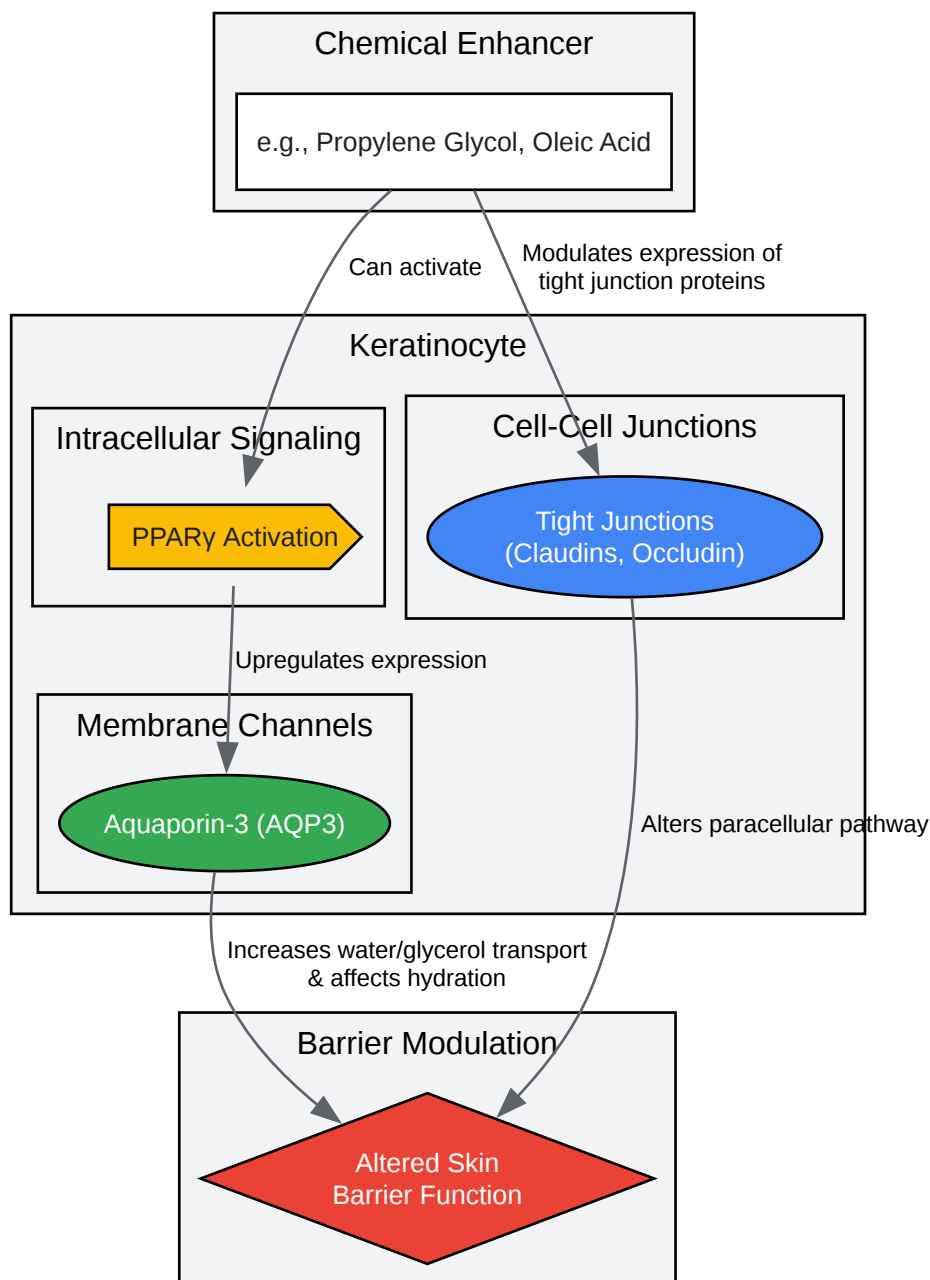 Chemical Enhancer
e.g., Propylene Glycol, Oleic Acid
Can activate
Modulates expression of
tight junction proteins
Keratinocyte
Intracellular Signaling
Cell-Cell Junctions
PPARγ Activation
Tight Junctions
(Claudins, Occludin)
Upregulates expression
Membrane Channels
Aquaporin-3 (AQP3)
Alters paracellular pathway
Increases water/glycerol transport
& affects hydration
Barrier Modulation
Altered Skin
Barrier Function